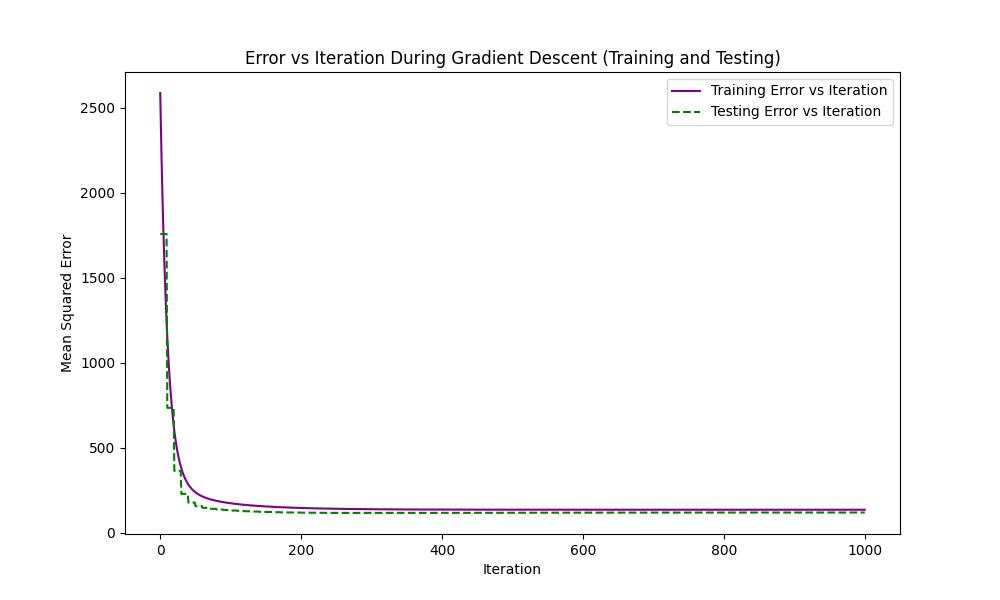 Error vs Iteration During Gradient Descent (Training and Testing)
Training Error vs Iteration
Testing Error vs Iteration
Mean Squared Error
2500
2000
1500
1000
500
0
0 200 400 600 800 1000
Iteration